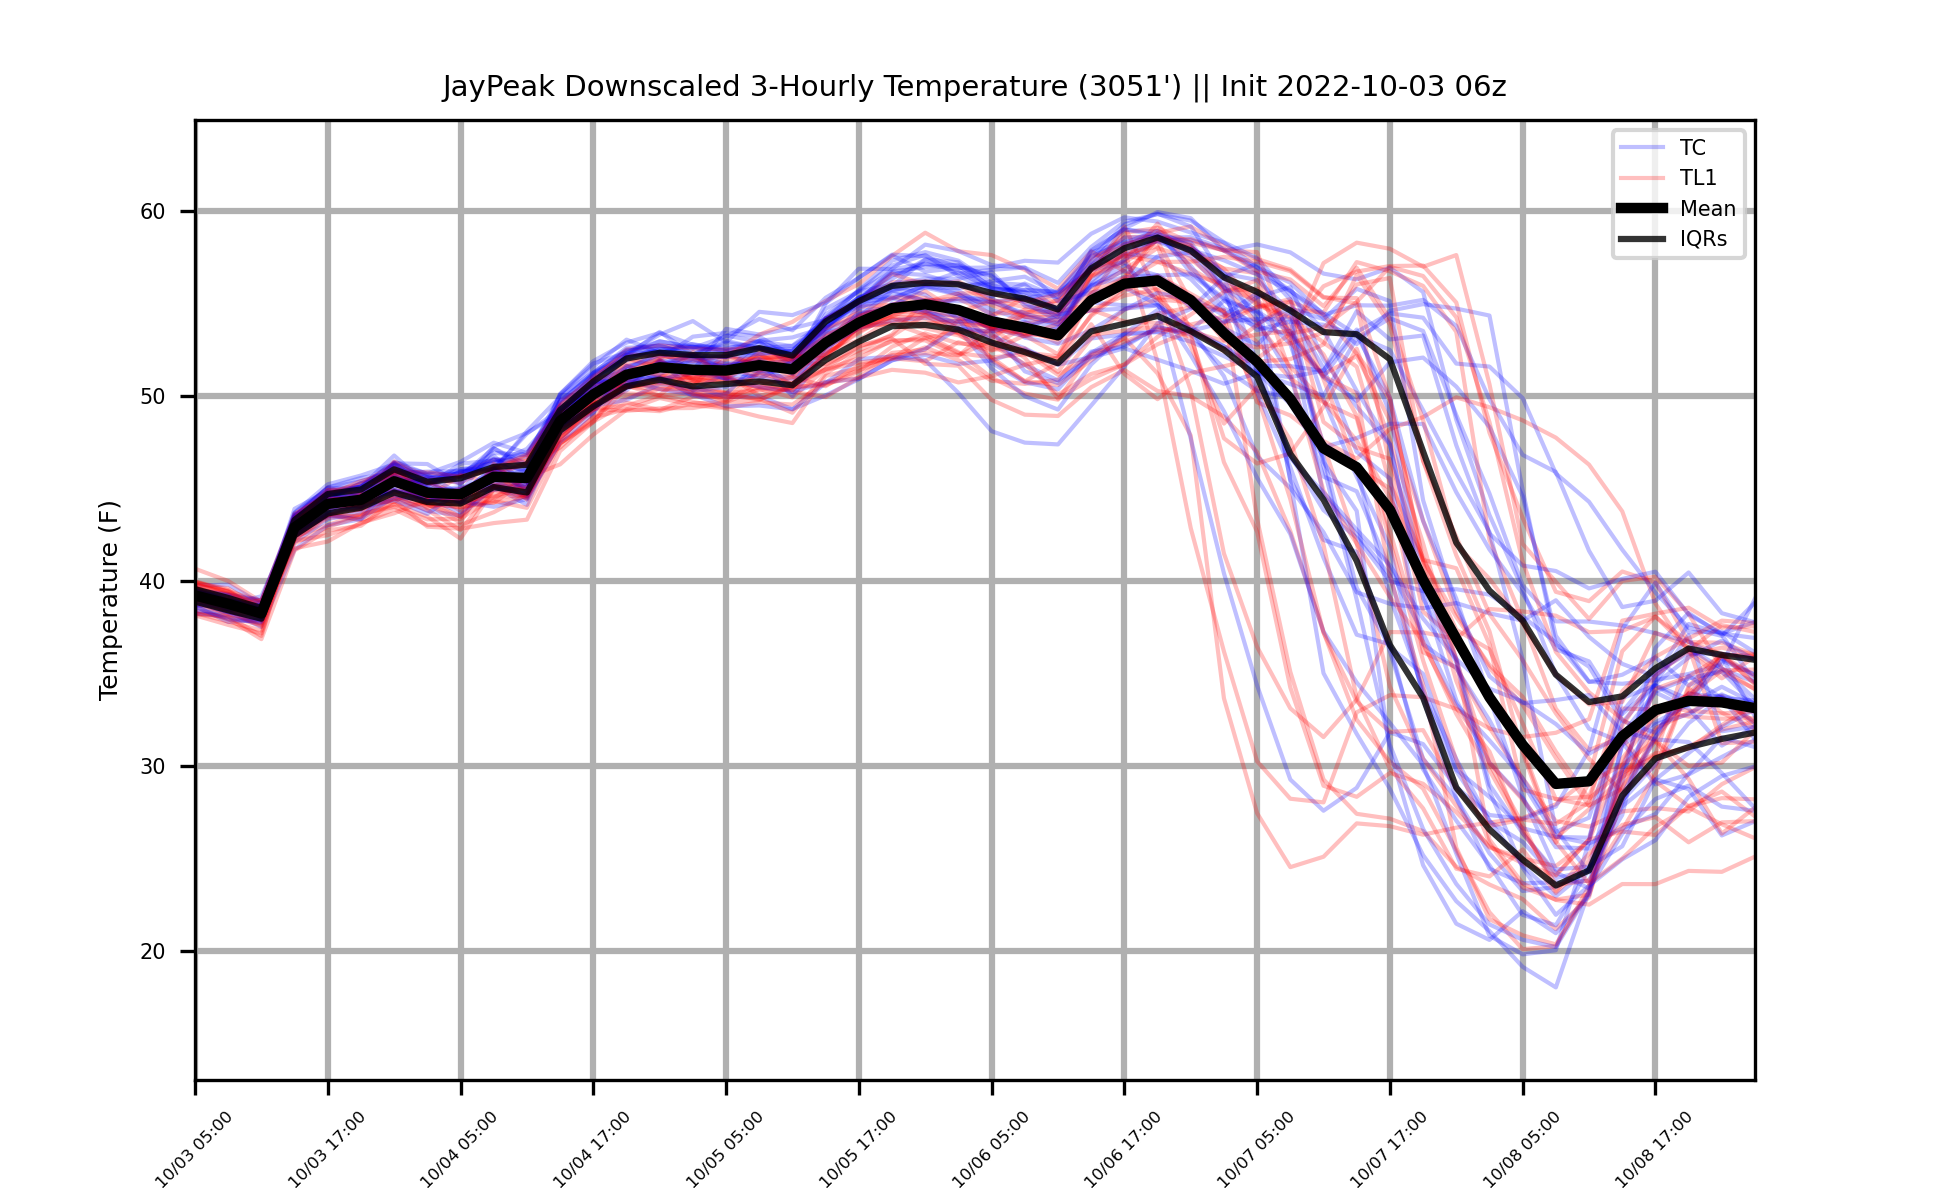 JayPeak Downscaled 3-Hourly Temperature (3051') || Init 2022-10-03 06z
TC
TL1
Mean
IQRs
Temperature (F)
60
50
40
30
20
10/03 05:00
10/03 17:00
10/04 05:00
10/04 17:00
10/05 05:00
10/05 17:00
10/06 05:00
10/06 17:00
10/07 05:00
10/07 17:00
10/08 05:00
10/08 17:00